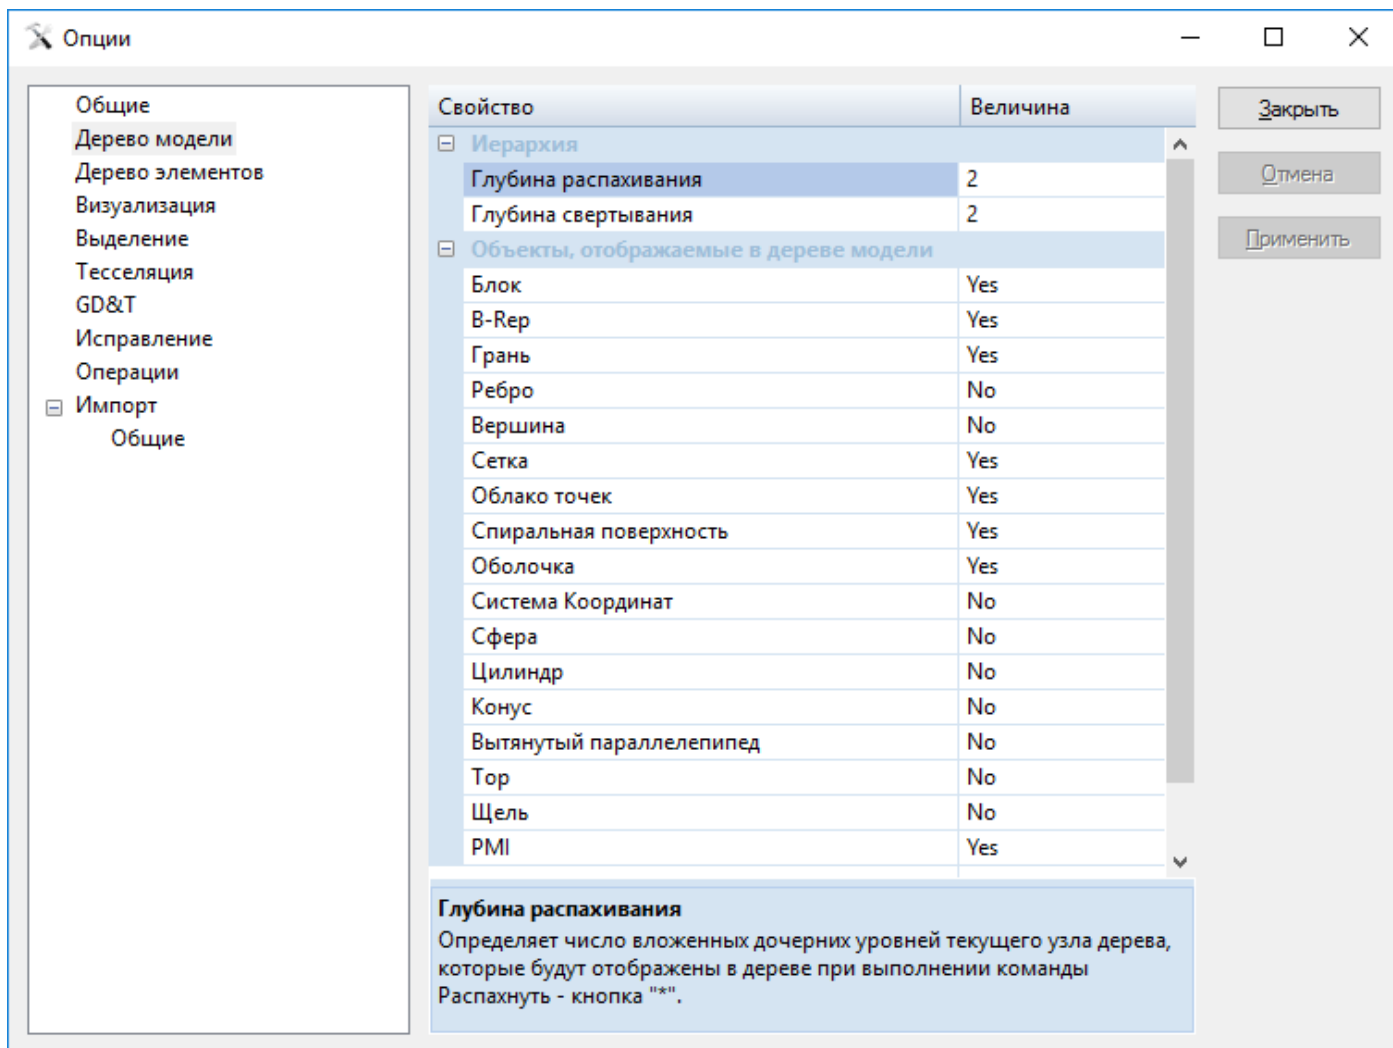 Опции
Общие
Дерево модели
Дерево элементов
Визуализация
Выделение
Тесселяция
GD&T
Исправление
Операции
Импорт
Общие
Свойство Величина
Иерархия
Глубина распахивания 2
Глубина свертывания 2
Объекты, отображаемые в дереве модели
Блок Yes
B-Rep Yes
Грань Yes
Ребро No
Вершина No
Сетка Yes
Облако точек Yes
Спиральная поверхность Yes
Оболочка Yes
Система Координат No
Сфера No
Цилиндр No
Конус No
Вытянутый параллелепипед No
Тор No
Щель No
PMI Yes
Глубина распахивания
Определяет число вложенных дочерних уровней текущего узла дерева,
которые будут отображены в дереве при выполнении команды
Распахнуть - кнопка "*".
Закрыть
Отмена
Применить